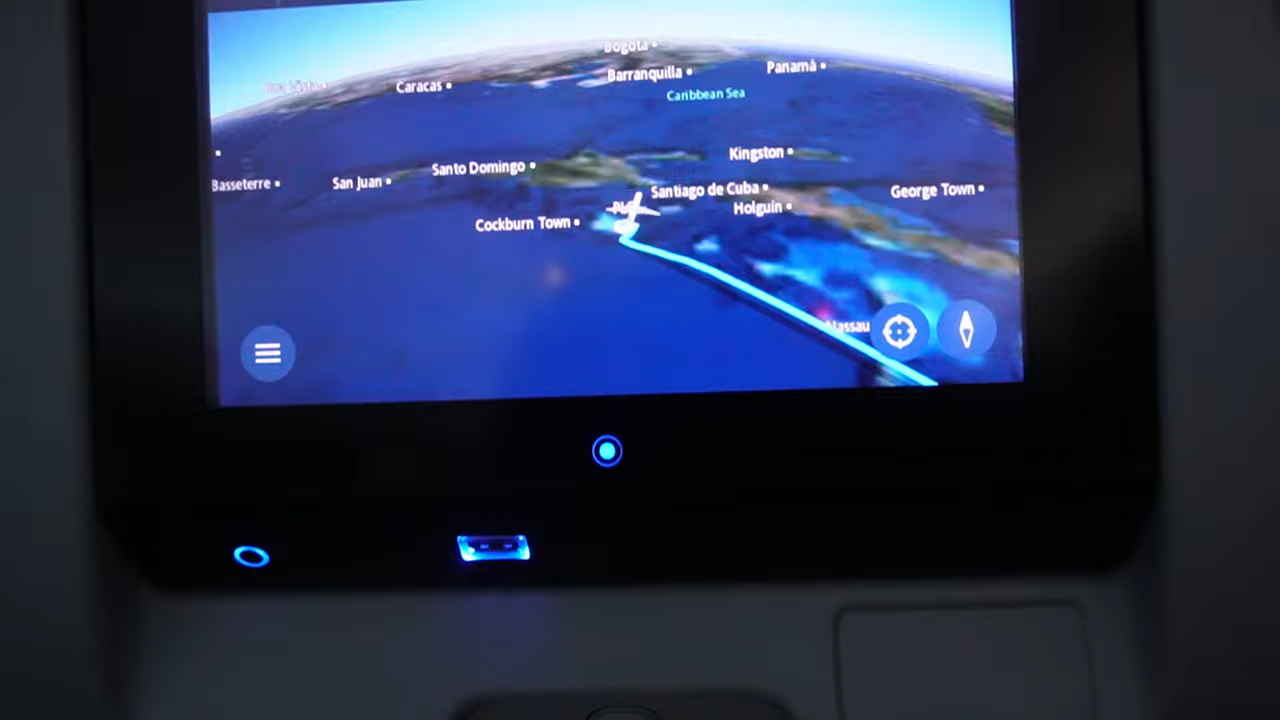 Bogota
Barranquilla
Panamá
Caracas
Caribbean Sea
Kingston
Santo Domingo
Basseterre
San Juan
Santiago de Cuba
George Town
Holguín
Cockburn Town
Nassau